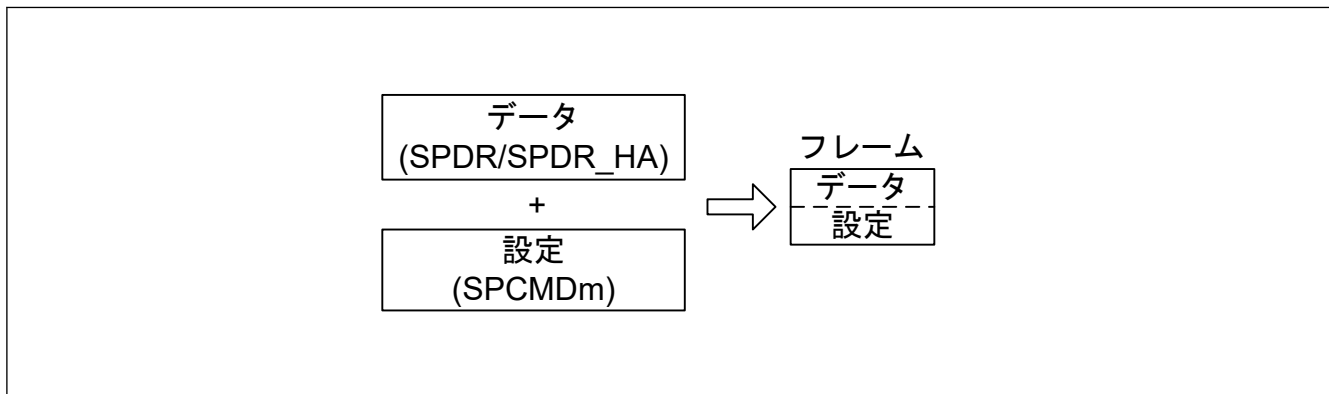 データ
(SPDR/SPDR_HA)
+
設定
(SPCMDm)
フレーム
データ
設定